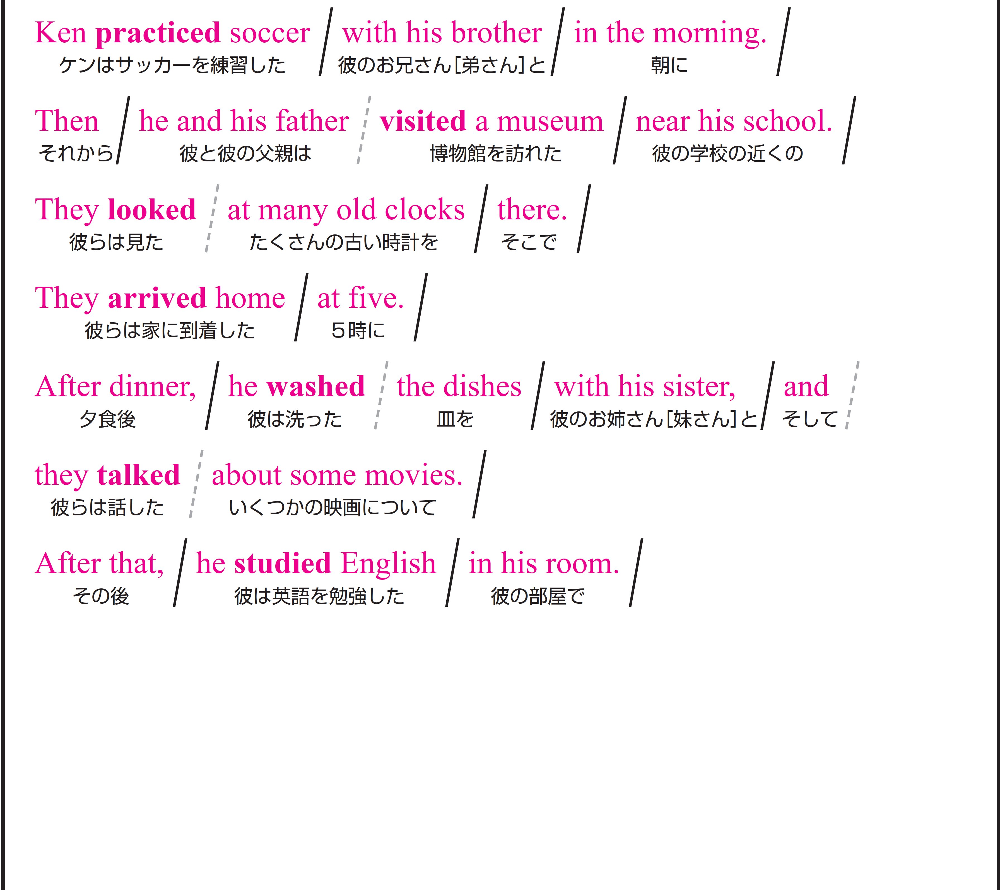 Ken practiced soccer / with his brother / in the morning. /
ケンはサッカーを練習した 彼のお兄さん[弟さん]と 朝に
Then / he and his father visited a museum / near his school. /
それから 彼と彼の父親は 博物館を訪れた 彼の学校の近くの
They looked at many old clocks / there. /
彼らは見た たくさんの古い時計を そこで
They arrived home / at five. /
彼らは家に到着した 5時に
After dinner, / he washed the dishes / with his sister, / and
夕食後 彼は洗った 皿を 彼のお姉さん[妹さん]と そして
they talked about some movies. /
彼らは話した いくつかの映画について
After that, / he studied English / in his room. /
その後 彼は英語を勉強した 彼の部屋で